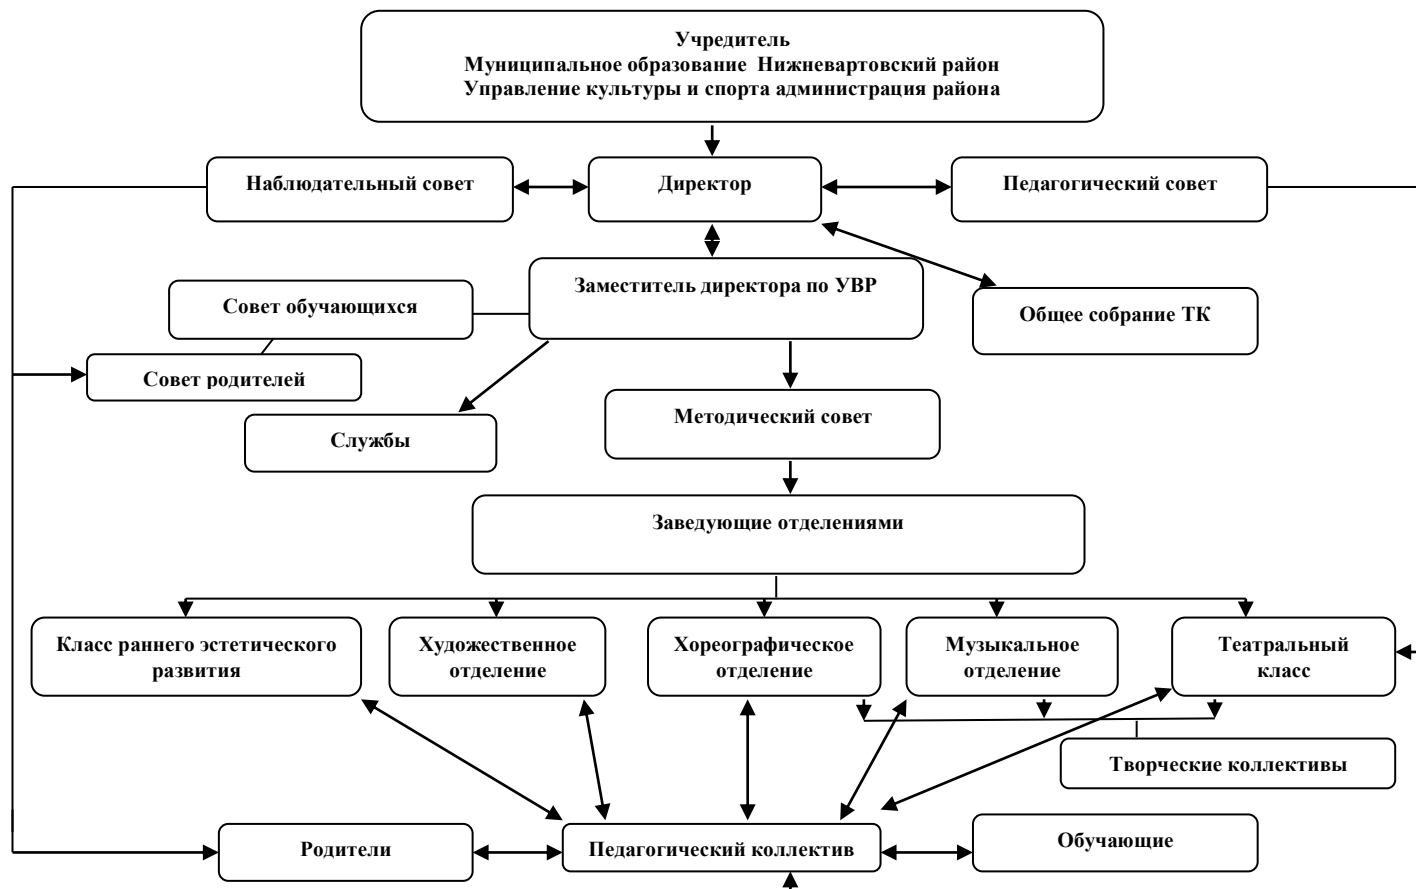 Учредитель
Муниципальное образование Нижневартовский район
Управление культуры и спорта администрация района
Наблюдательный совет
Директор
Педагогический совет
Заместитель директора по УВР
Совет обучающихся
Общее собрание ТК
Совет родителей
Методический совет
Службы
Заведующие отделениями
Класс раннего эстетического
развития
Художественное
отделение
Хореографическое
отделение
Музыкальное
отделение
Театральный
класс
Творческие коллективы
Родители
Педагогический коллектив
Обучающие